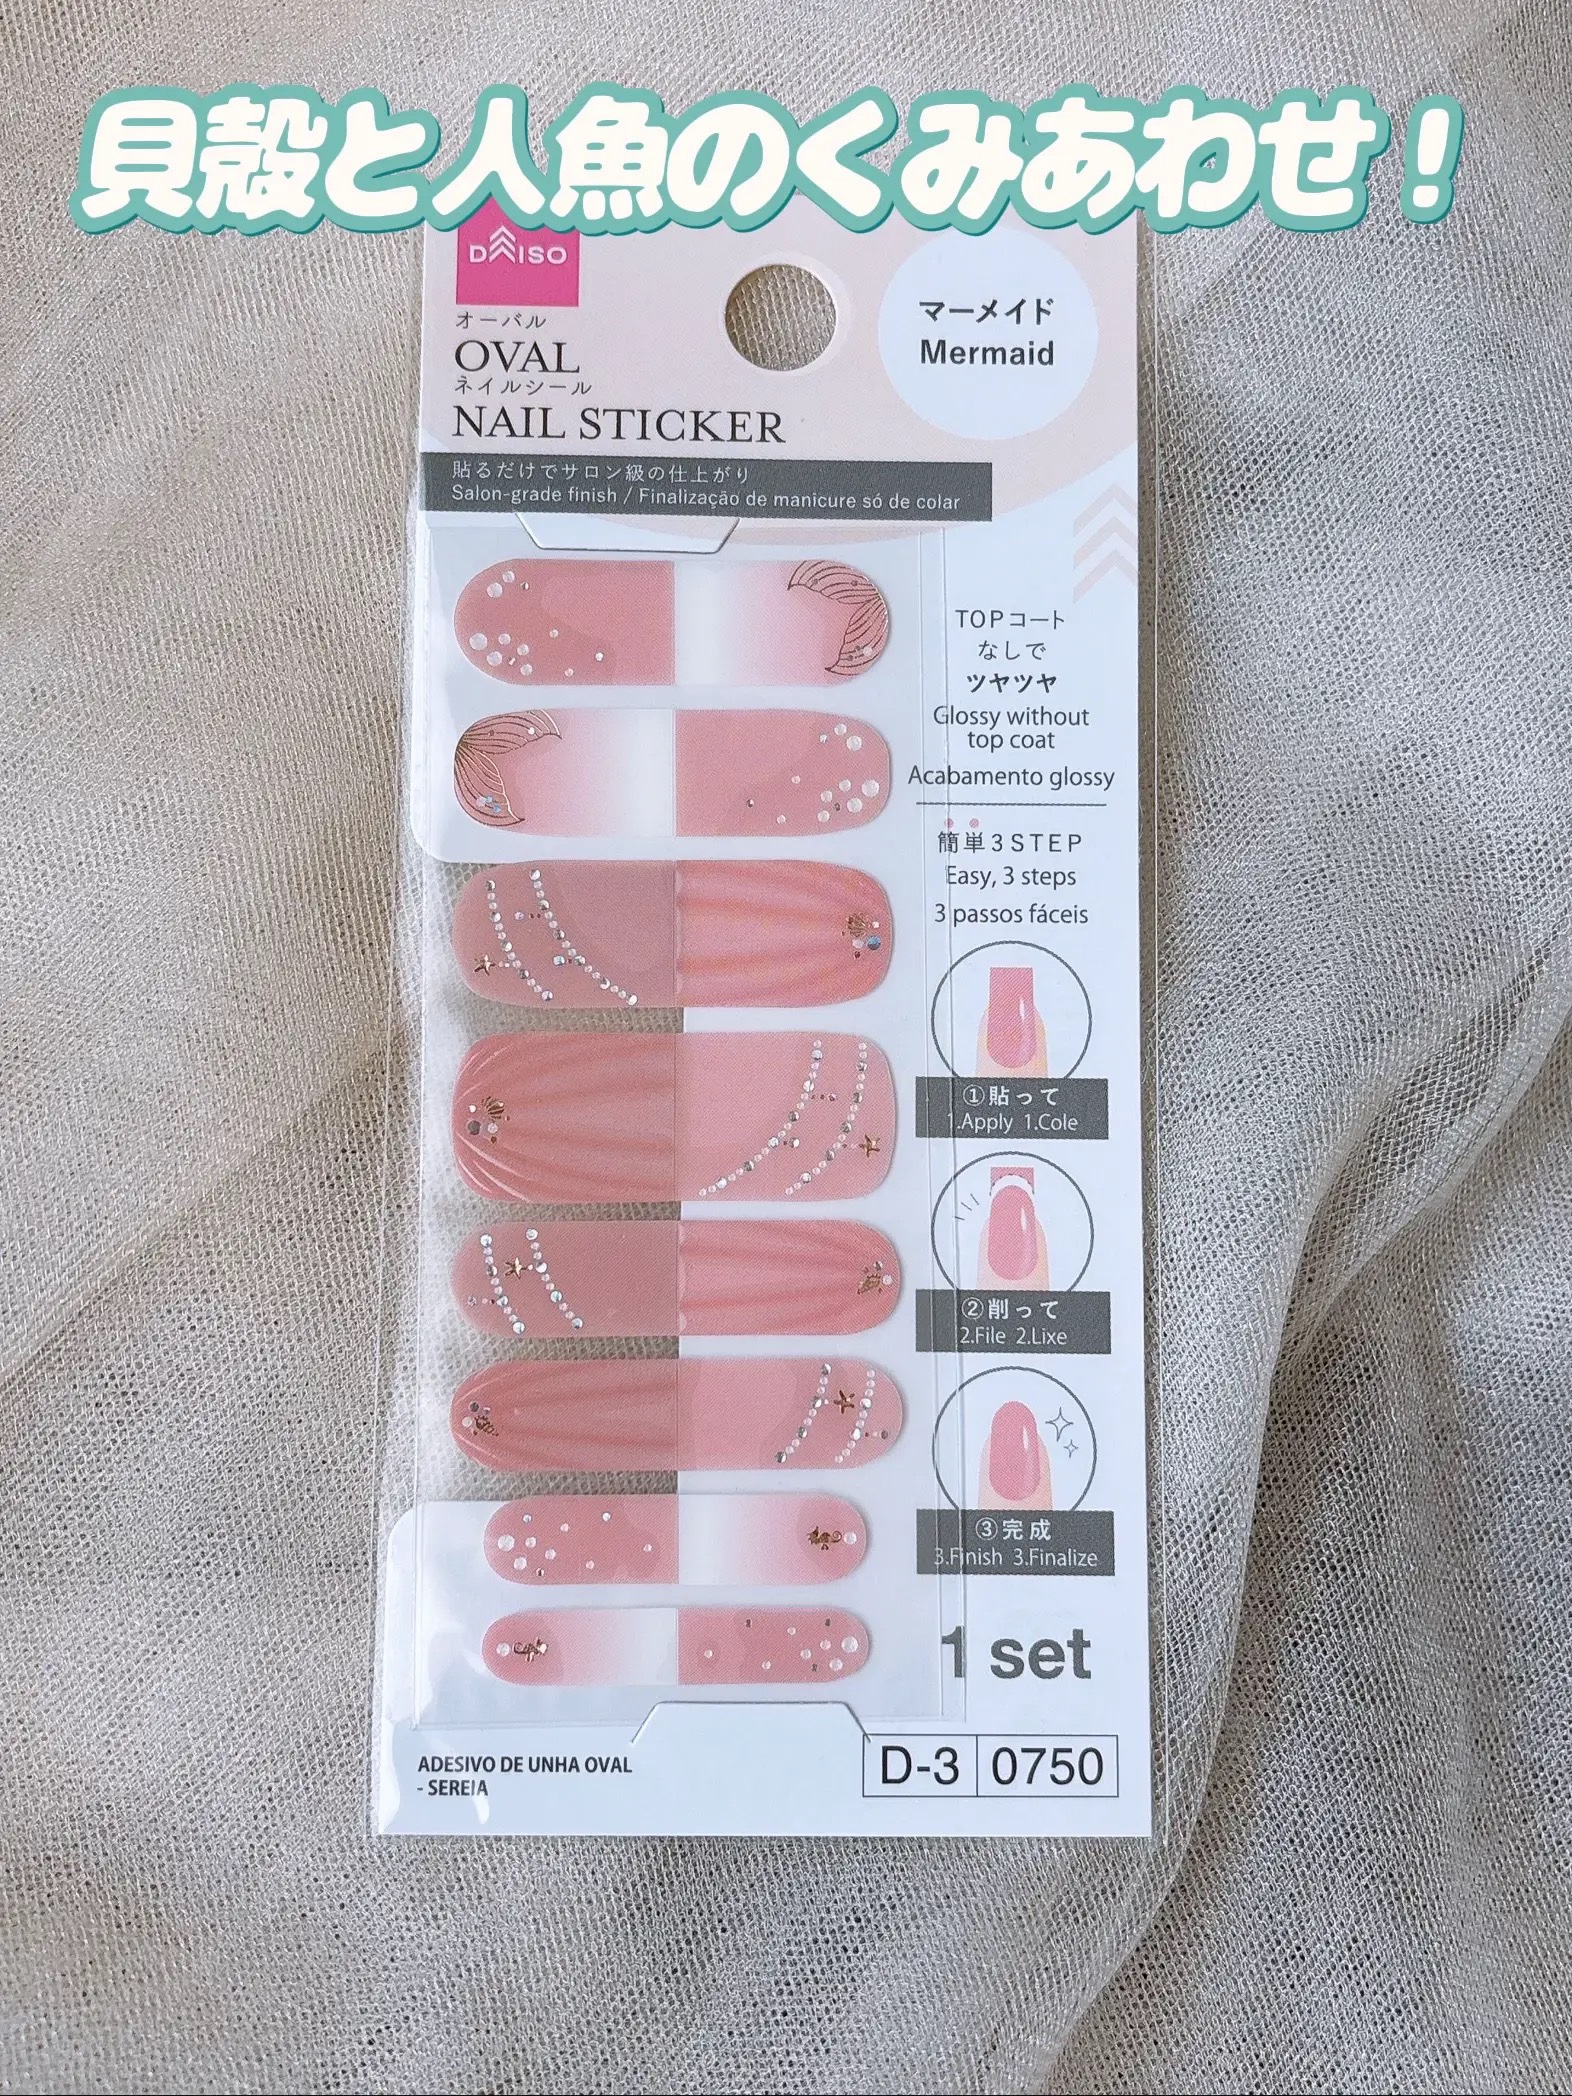 貝殻と人魚のくみあわせ！
DAISO
オーバル
OVAL
ネイルシール
NAIL STICKER
マーメイド
Mermaid
貼るだけでサロン級の仕上がり
Salon-grade finish / Finalização de manicure só de colar
TOPコート
なしで
ツヤツヤ
Glossy without
top coat
Acabamento glossy
簡単3STEP
Easy, 3 steps
3 passos fáceis
①貼って
1.Apply 1.Cole
②削って
2.File 2.Lixe
③完成
3.Finish 3.Finalize
1 set
ADESIVO DE UNHA OVAL
- SEREIA
D-3 0750